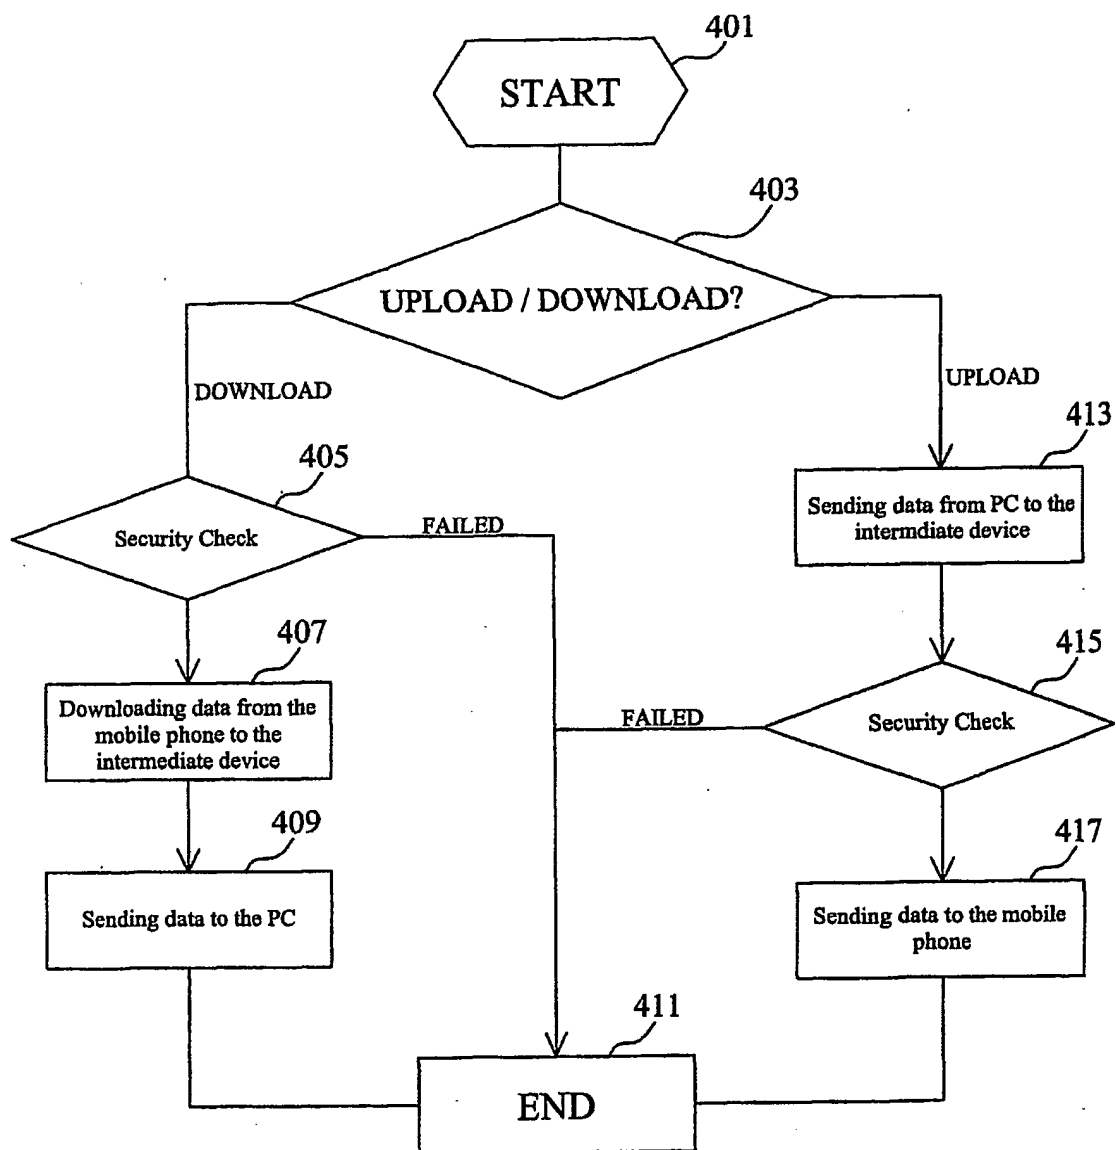 401
START
403
UPLOAD / DOWNLOAD?
DOWNLOAD
UPLOAD
413
405
Sending data from PC to the
intermdiate device
Security Check
FAILED
407
415
Downloading data from the
mobile phone to the
intermediate device
FAILED
Security Check
409
417
Sending data to the PC
Sending data to the mobile
phone
411
END